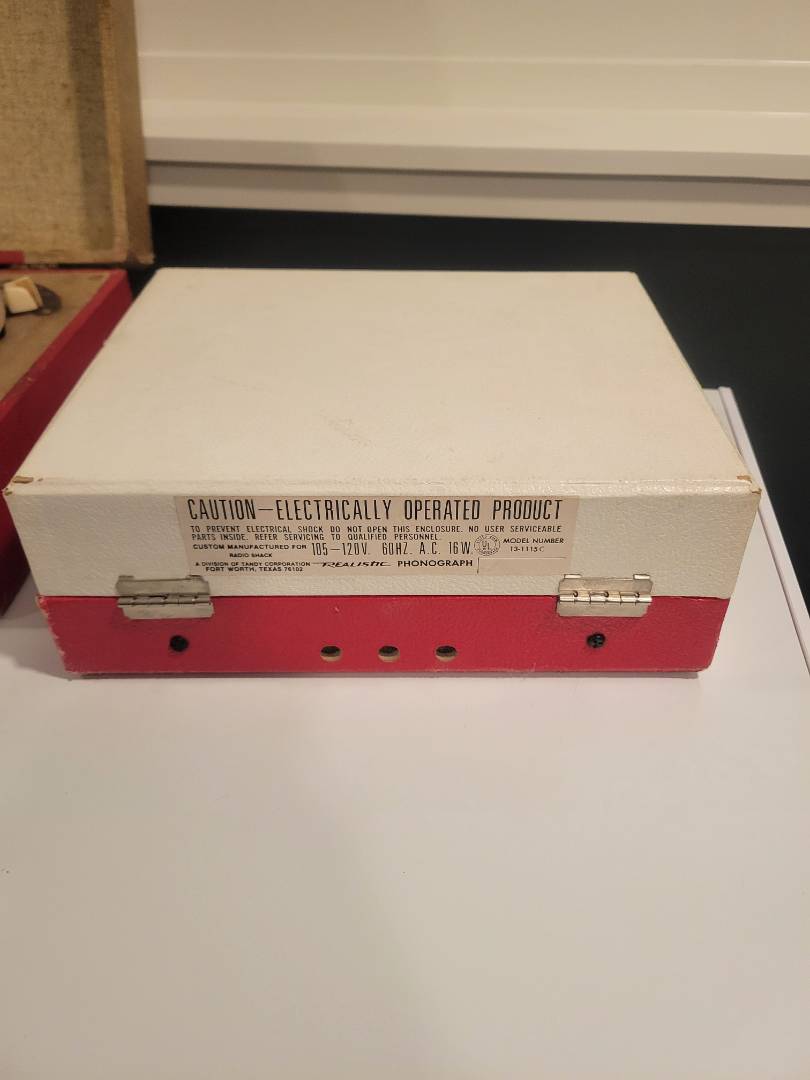 CAUTION—ELECTRICALLY OPERATED PRODUCT
TO PREVENT ELECTRICAL SHOCK DO NOT OPEN THIS ENCLOSURE. NO USER SERVICEABLE
PARTS INSIDE. REFER SERVICING TO QUALIFIED PERSONNEL.
CUSTOM MANUFACTURED FOR 105-120V. 60HZ. A.C. 16W. MODEL NUMBER
RADIO SHACK 13-1115C
A DIVISION OF TANDY CORPORATION REALISTIC PHONOGRAPH
FORT WORTH, TEXAS 76102